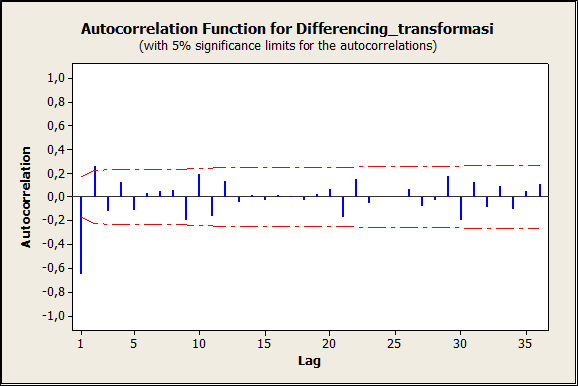 Autocorrelation Function for Differencing_transformasi
(with 5% significance limits for the autocorrelations)
Autocorrelation
1,0
0,8
0,6
0,4
0,2
0,0
-0,2
-0,4
-0,6
-0,8
-1,0
1 5 10 15 20 25 30 35
Lag